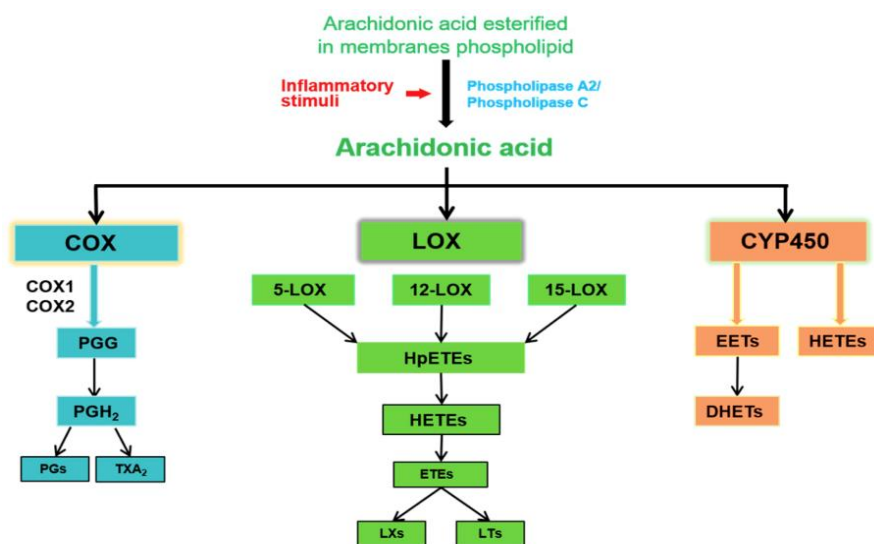 Arachidonic acid esterified
in membranes phospholipid
Inflammatory
stimuli
Phospholipase A2/
Phospholipase C
Arachidonic acid
COX
LOX
CYP450
COX1
COX2
5-LOX
12-LOX
15-LOX
PGG
HpETEs
EETs
HETEs
PGH₂
HETEs
DHETs
PGs
TXA₂
ETEs
LXs
LTs